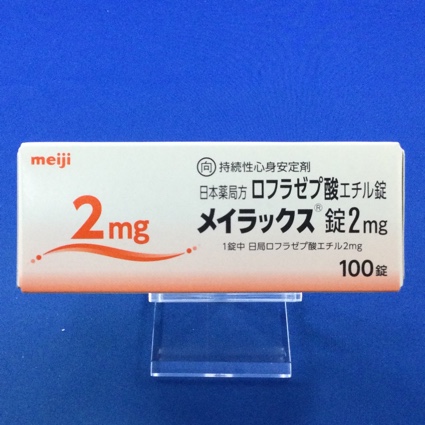 meiji
2mg
向 持続性心身安定剤
日本薬局方 ロフラゼプ酸エチル錠
メイラックス®錠2mg
1錠中 日局ロフラゼプ酸エチル2mg
100錠